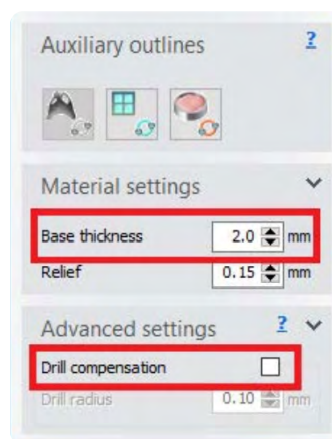 Auxiliary outlines ?
Material settings
Base thickness 2.0 mm
Relief 0.15 mm
Advanced settings ?
Drill compensation
Drill radius 0.10 mm